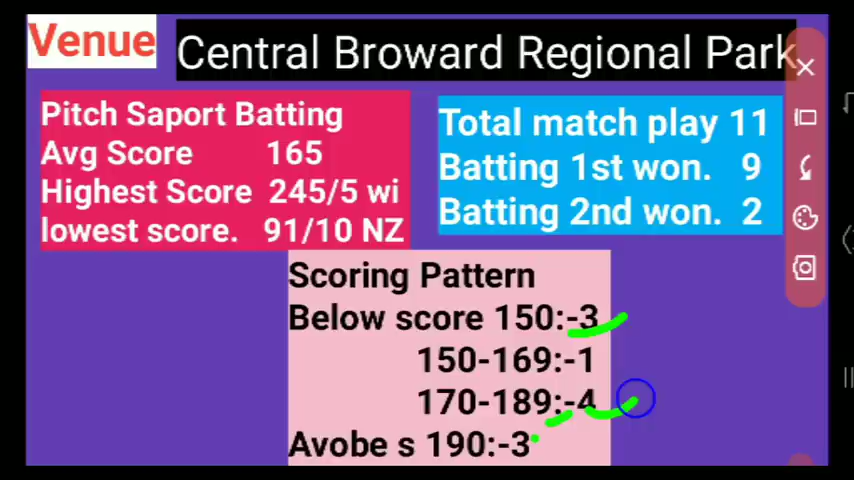 Venue
Central Broward Regional Park
Pitch Saport Batting
Avg Score 165
Highest Score 245/5 wi
lowest score. 91/10 NZ
Total match play 11
Batting 1st won. 9
Batting 2nd won. 2
Scoring Pattern
Below score 150:-3
150-169:-1
170-189:-4
Avobe s 190:-3